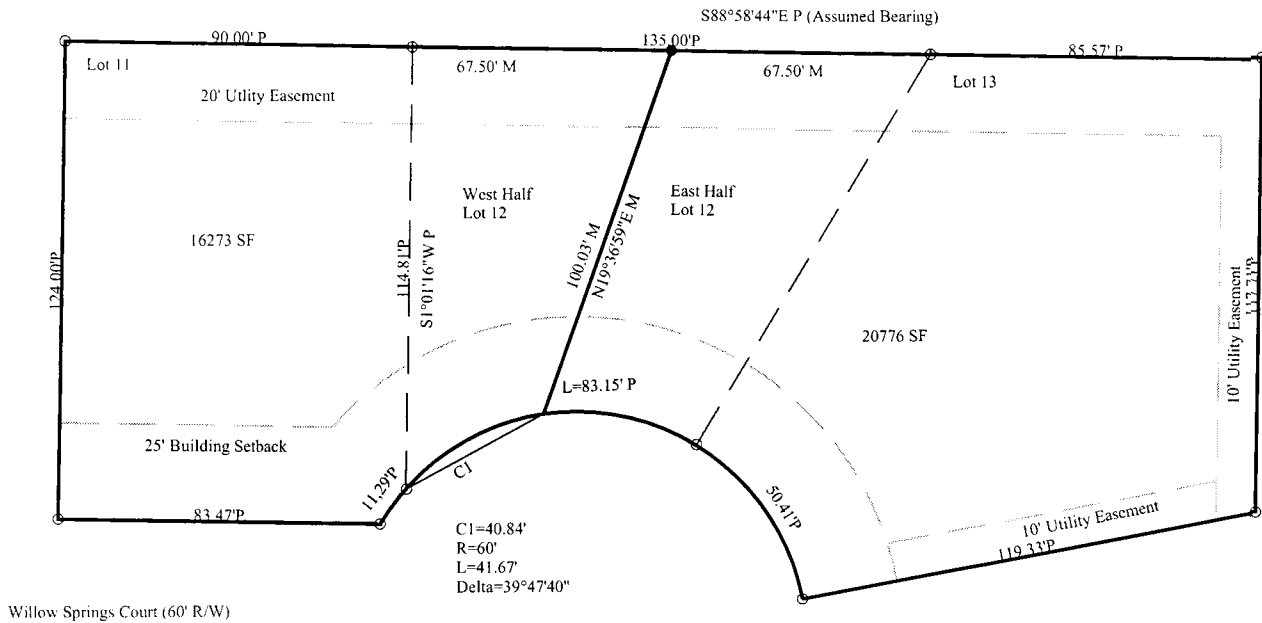 S88°58'44"E P (Assumed Bearing)
90.00' P
135.00'P
85.57' P
Lot 11
67.50' M
67.50' M
Lot 13
20' Utlity Easement
West Half
Lot 12
East Half
Lot 12
16273 SF
124.00'P
114.81'P
S1°01'16"W P
100.03' M
N19°36'59"E M
20776 SF
10' Utility Easement
L=83.15' P
25' Building Setback
11.29'P
C1
83.47'P
50.41'P
10' Utility Easement
119.33'P
C1=40.84'
R=60'
L=41.67'
Delta=39°47'40"
Willow Springs Court (60' R/W)